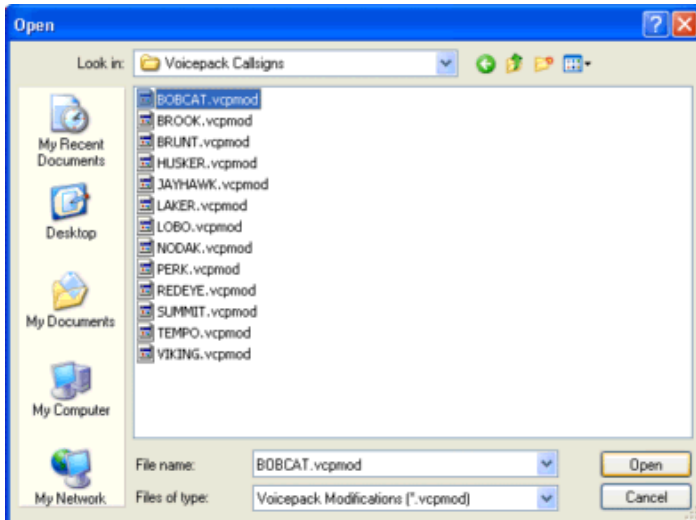 Open
Look in: Voicepack Callsigns
My Recent
Documents
Desktop
My Documents
My Computer
My Network
BOBCAT.vcpmod
BROOK.vcpmod
BRUNT.vcpmod
HUSKER.vcpmod
JAYHAWK.vcpmod
LAKER.vcpmod
LOBO.vcpmod
NODAK.vcpmod
PERK.vcpmod
REDEYE.vcpmod
SUMMIT.vcpmod
TEMPO.vcpmod
VIKING.vcpmod
File name: BOBCAT.vcpmod Open
Files of type: Voicepack Modifications (*.vcpmod) Cancel